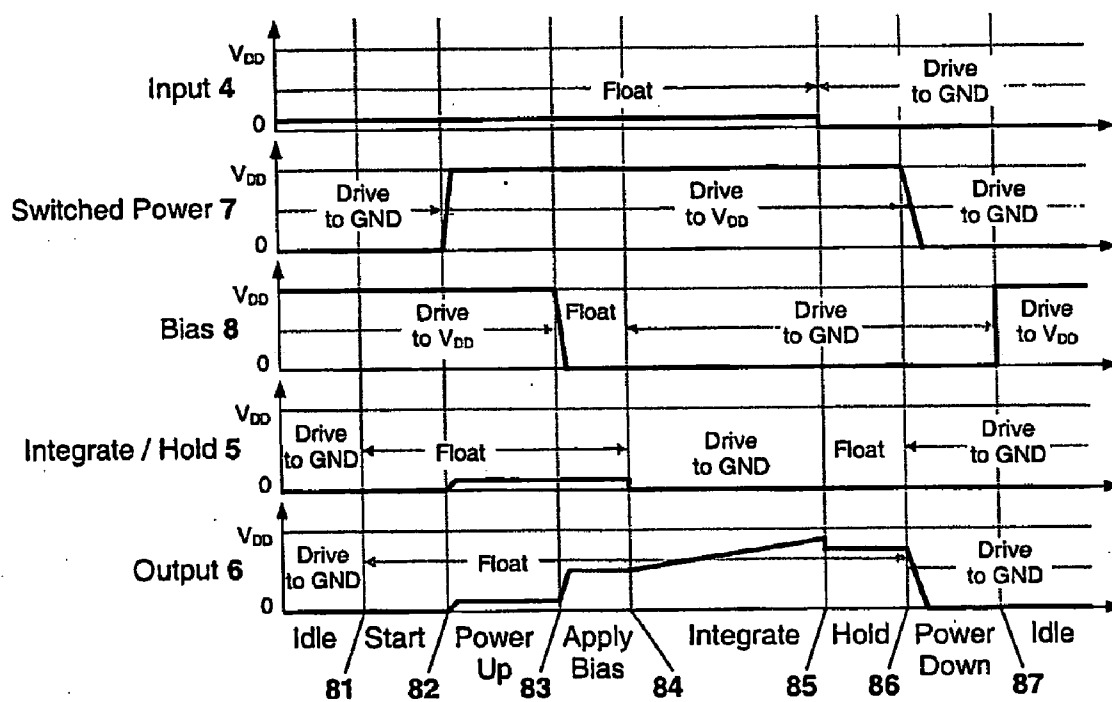 V_DD
Input 4
Float
Drive
to GND
0
V_DD
Switched Power 7
Drive
to GND
Drive
to V_DD
Drive
to GND
0
V_DD
Bias 8
Drive
to V_DD
Float
Drive
to GND
Drive
to V_DD
0
V_DD
Integrate / Hold 5
Drive
to GND
Float
Drive
to GND
Float
Drive
to GND
0
V_DD
Output 6
Drive
to GND
Float
Drive
to GND
0
Idle
Start
Power
Up
Apply
Bias
Integrate
Hold
Power
Down
Idle
81
82
83
84
85
86
87